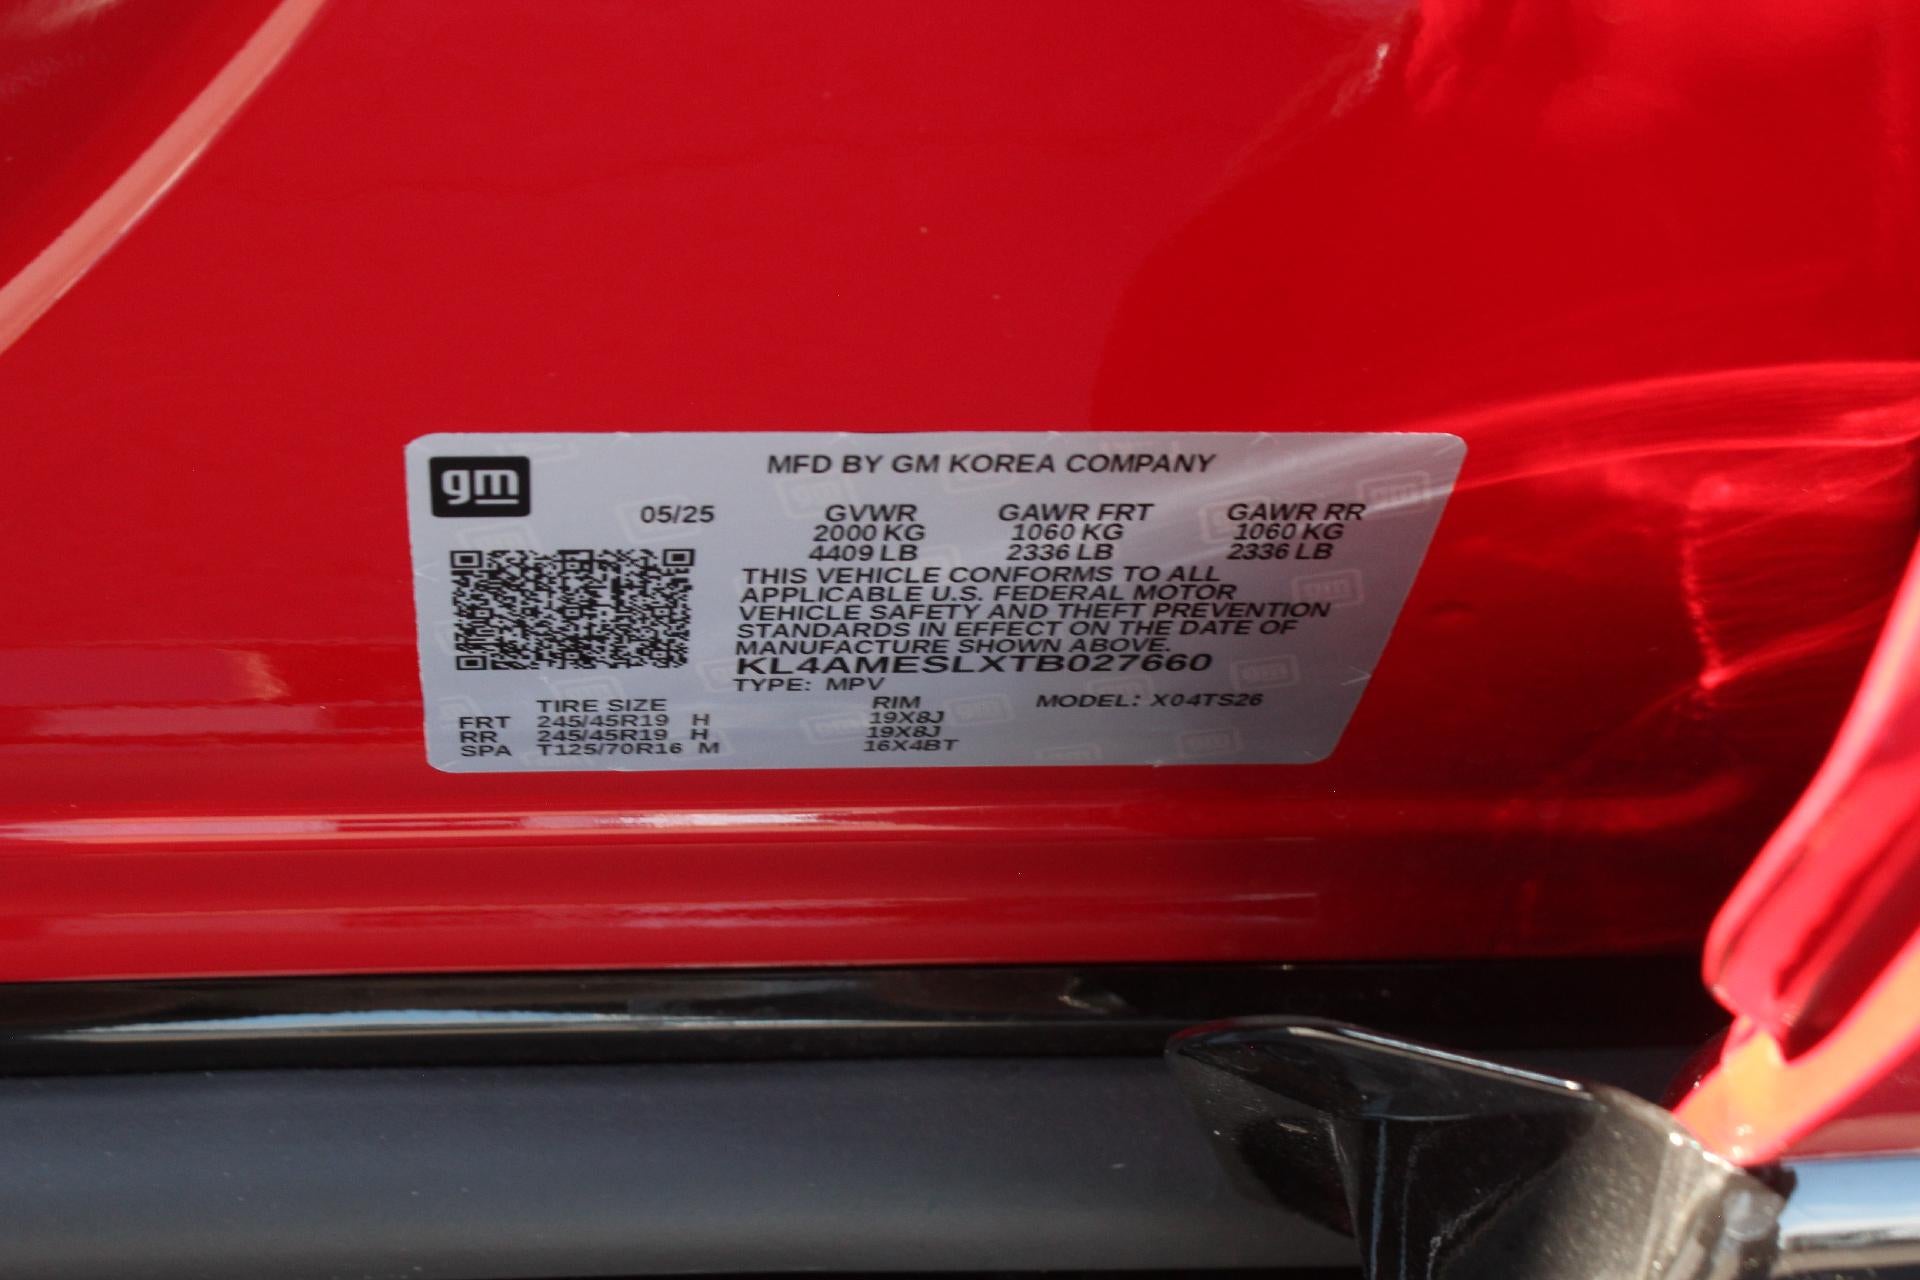 gm
MFD BY GM KOREA COMPANY
05/25 GVWR GAWR FRT GAWR RR
2000 KG 1060 KG 1060 KG
4409 LB 2336 LB 2336 LB
THIS VEHICLE CONFORMS TO ALL
APPLICABLE U.S. FEDERAL MOTOR
VEHICLE SAFETY AND THEFT PREVENTION
STANDARDS IN EFFECT ON THE DATE OF
MANUFACTURE SHOWN ABOVE.
KL4AMESLXTB027660
TYPE: MPV
TIRE SIZE RIM MODEL: X04TS26
FRT 245/45R19 H 19X8J
RR 245/45R19 H 19X8J
SPA T125/70R16 M 16X4BT